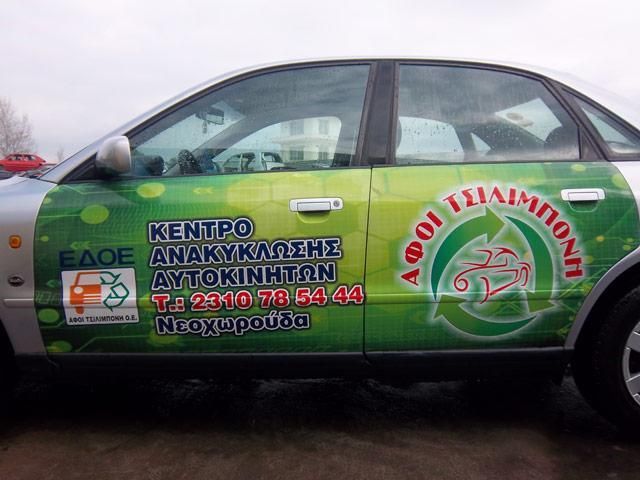 ΕΔΟΕ
ΑΦΟΙ ΤΣΙΛΙΜΠΟΝΗ Ο.Ε.
ΚΕΝΤΡΟ
ΑΝΑΚΥΚΛΩΣΗΣ
ΑΥΤΟΚΙΝΗΤΩΝ
Τ.: 2310 78 54 44
Νεοχωρούδα
ΑΦΟΙ ΤΣΙΛΙΜΠΟΝΗ